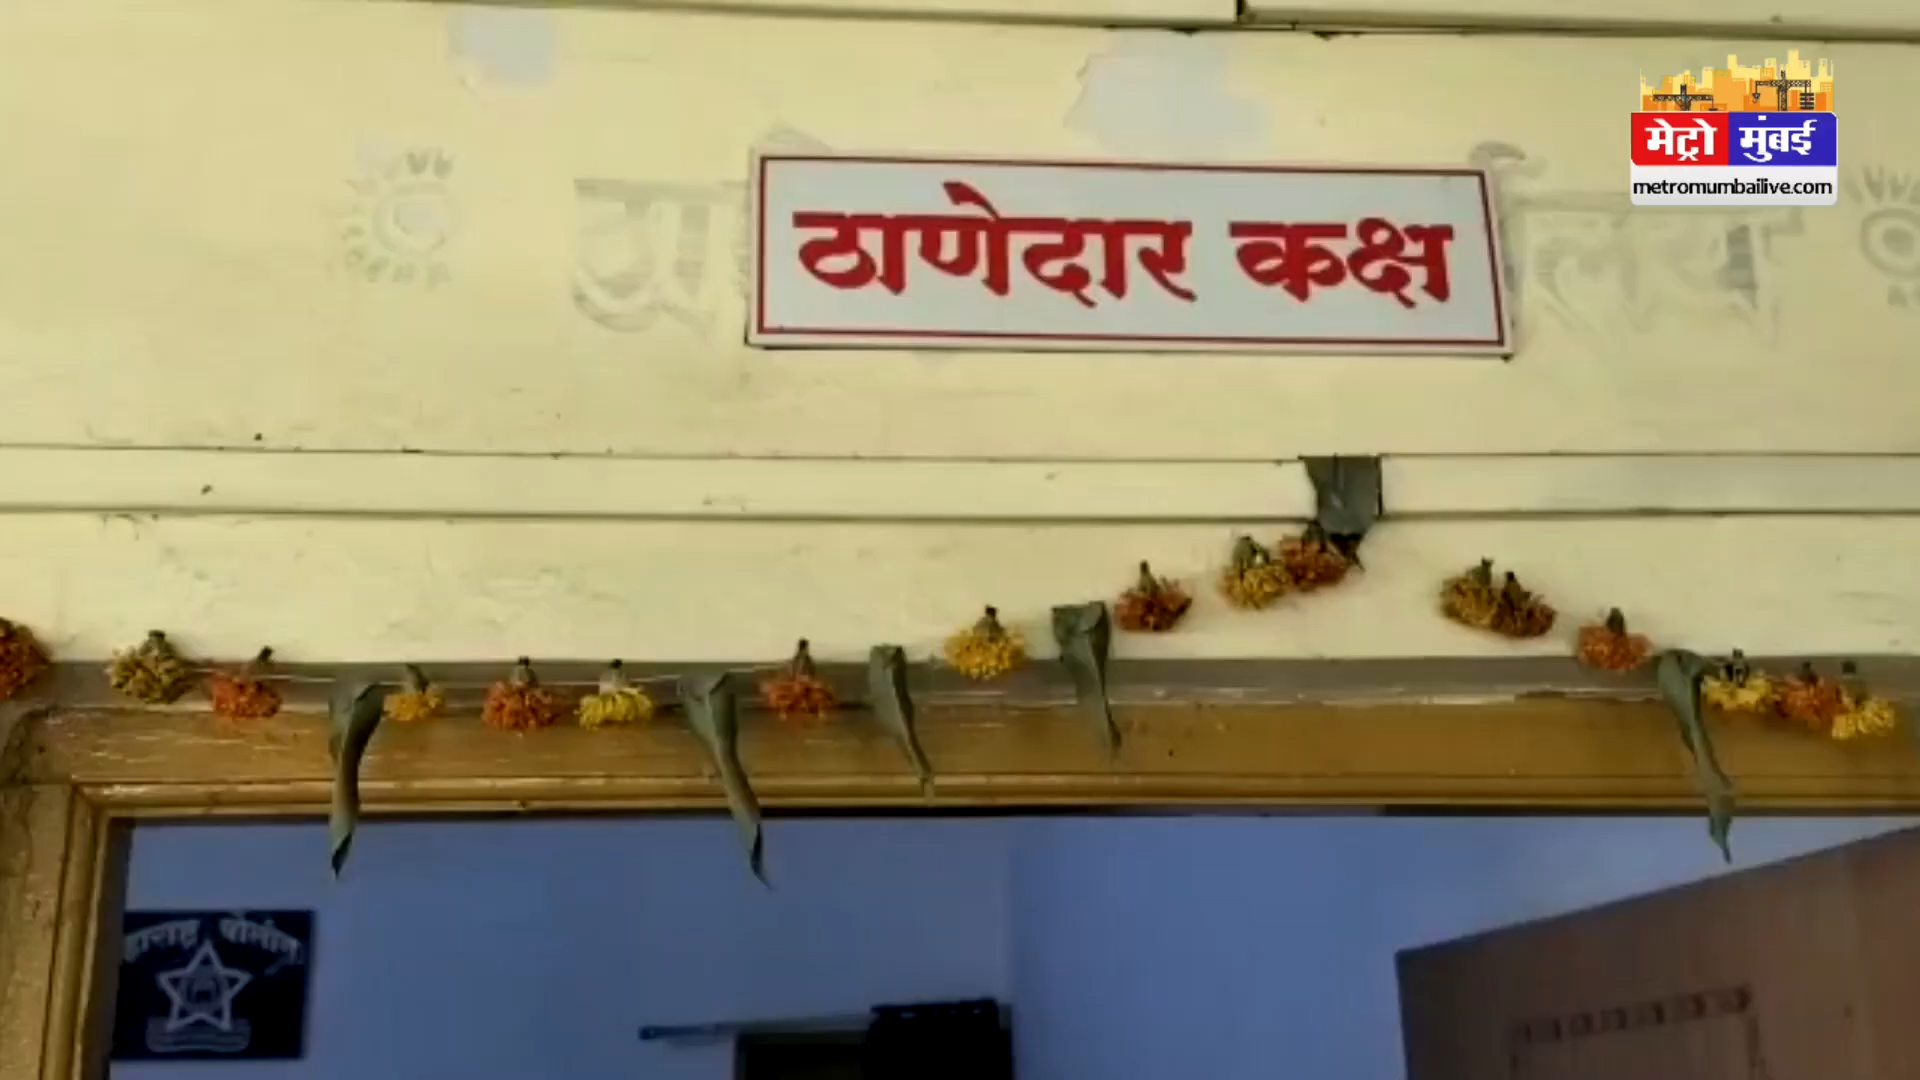 मेट्रो मुंबई
metromumbailive.com
ठाणेदार कक्ष